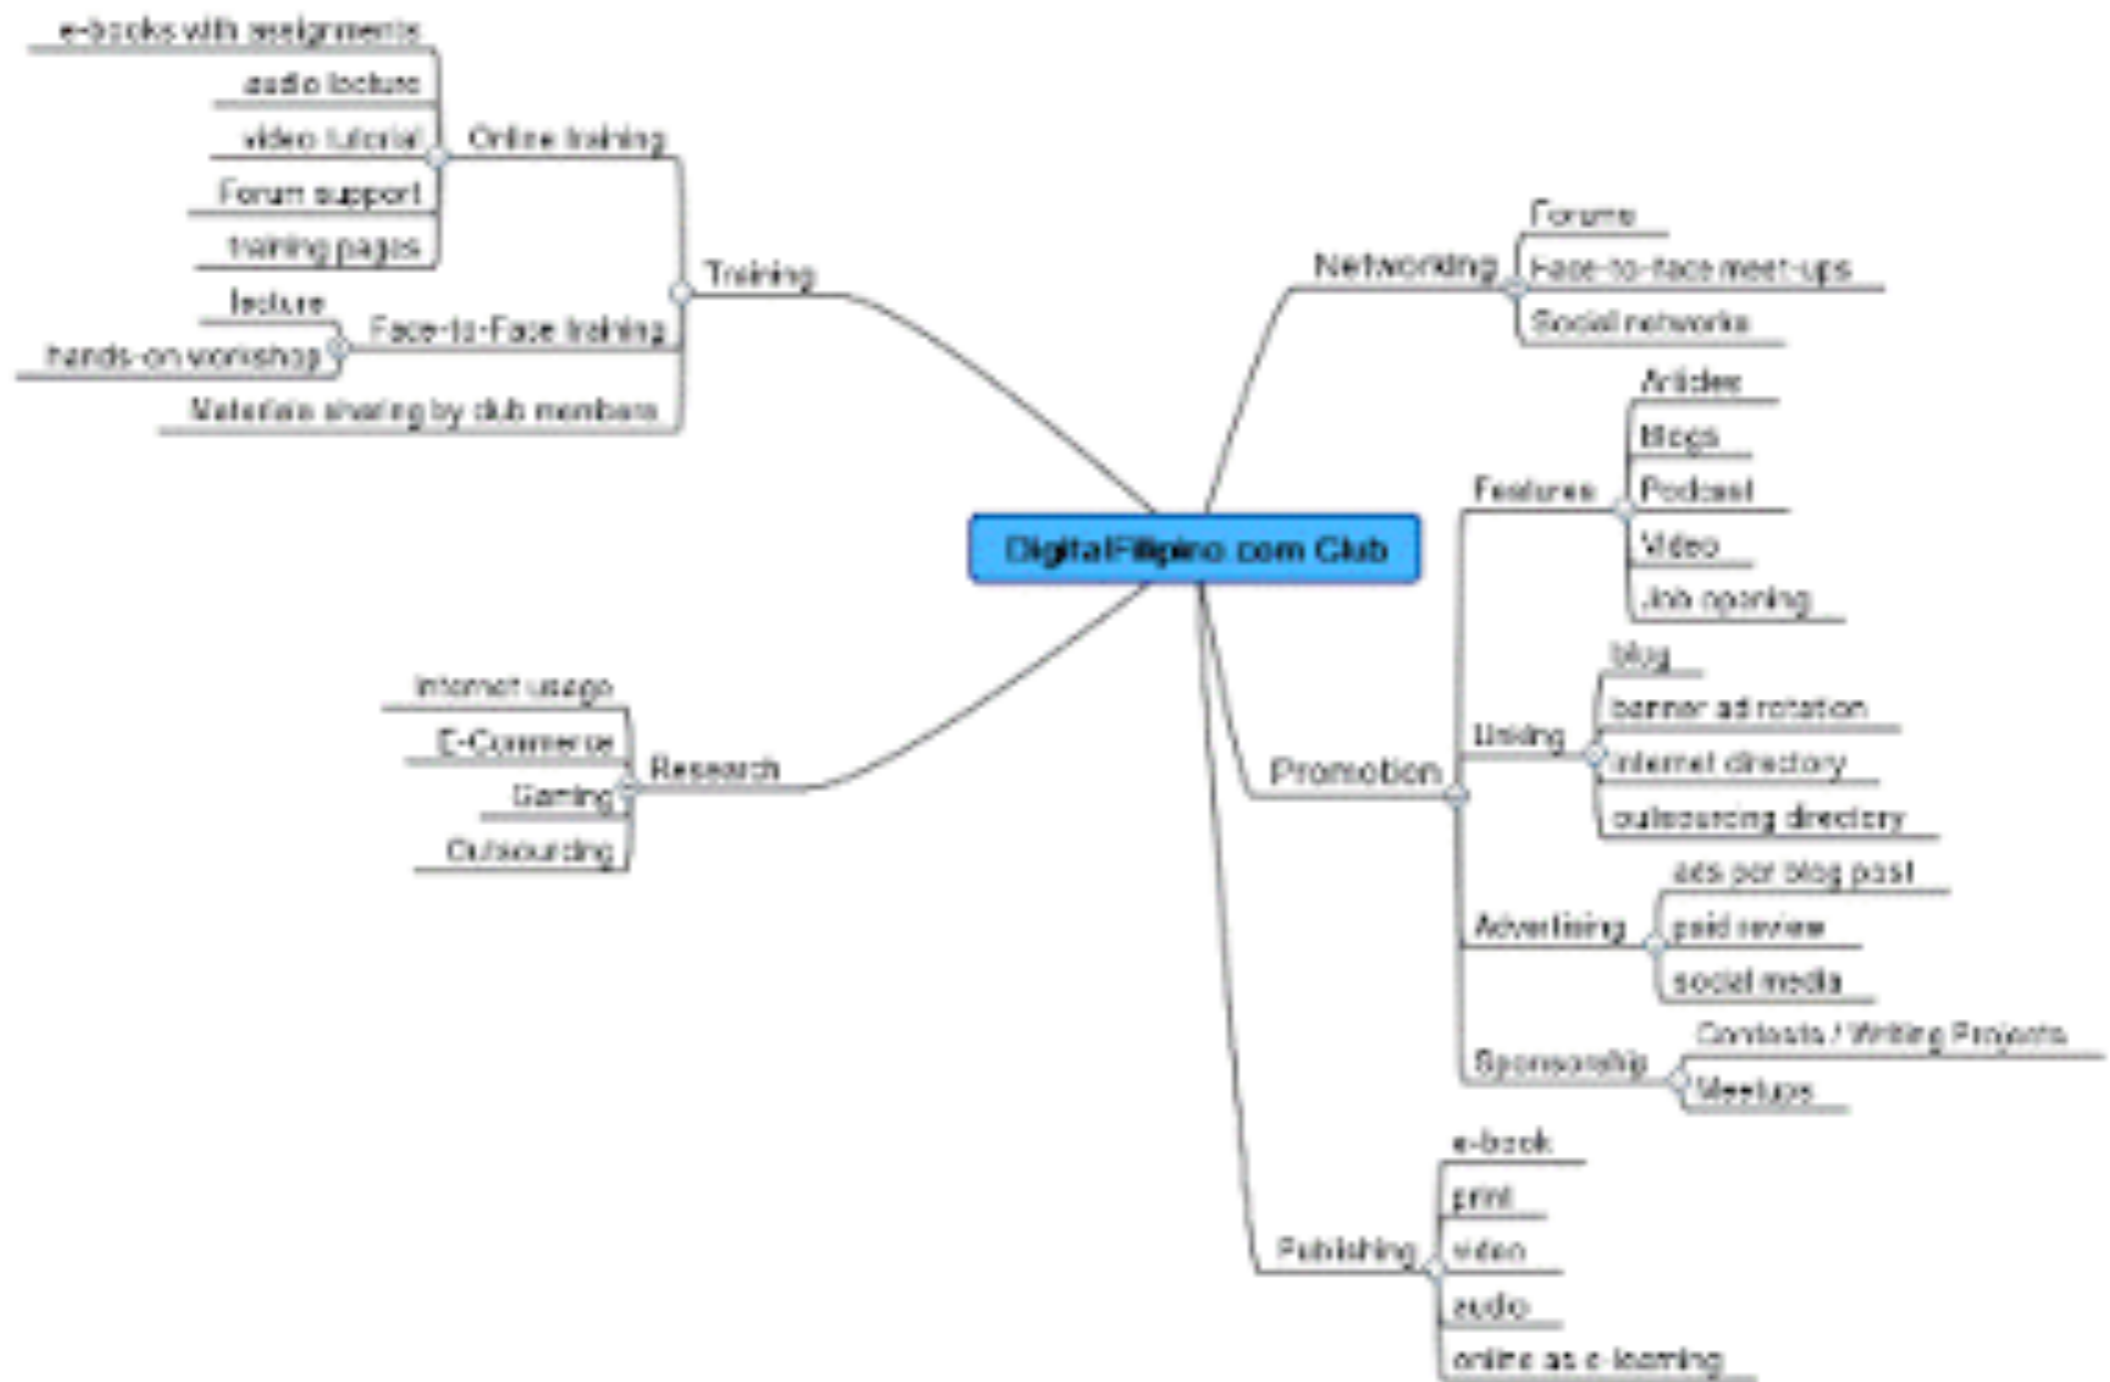 e-books with assignments
audio lecture
video tutorial
Online training
Forum support
training pages
Training
lecture
Face-to-Face training
hands-on workshop
Materials sharing by club members
DigitalFilipino.com Club
Internet usage
E-Commerce
Research
Gaming
Outsourcing
Networking
Forums
Face-to-face meet-ups
Social networks
Promotion
Features
Articles
Blogs
Podcast
Video
Job opening
Linking
blog
banner ad rotation
internet directory
outsourcing directory
Advertising
ads per blog post
paid review
social media
Sponsorship
Contests / Writing Projects
Meetups
Publishing
e-book
print
video
audio
online as e-learning